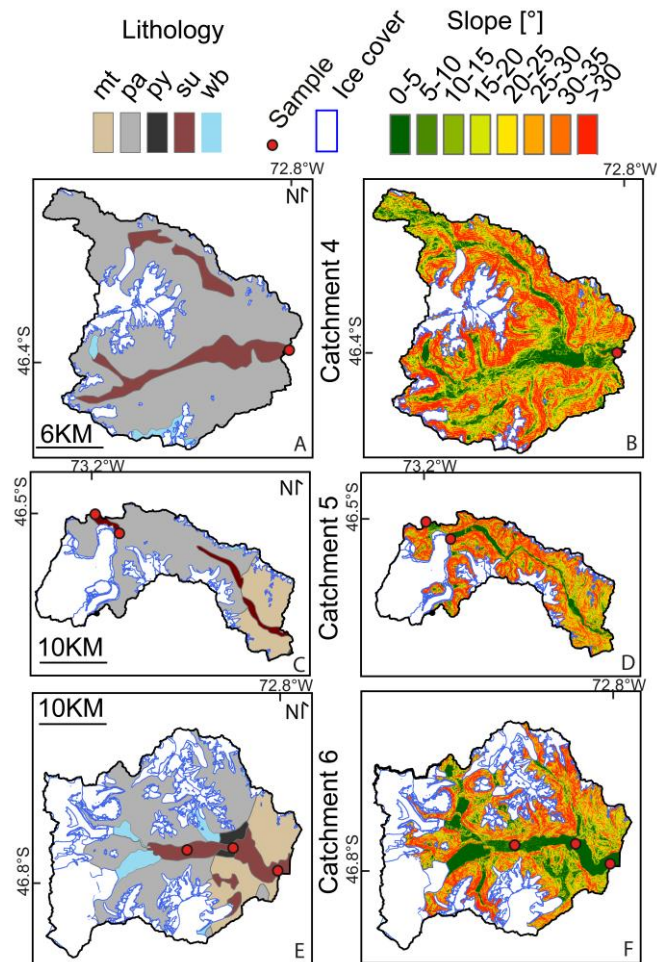 Lithology
Slope [°]
mt
pa
py
su
wb
Sample
Ice cover
0-5
5-10
10-15
15-20
20-25
25-30
30-35
>30
72.8°W
72.8°W
N
46.4°S
6KM
A
Catchment 4
46.4°S
B
73.2°W
73.2°W
N
46.5°S
10KM
C
Catchment 5
46.5°S
D
72.8°W
72.8°W
10KM
N
46.8°S
E
Catchment 6
46.8°S
F